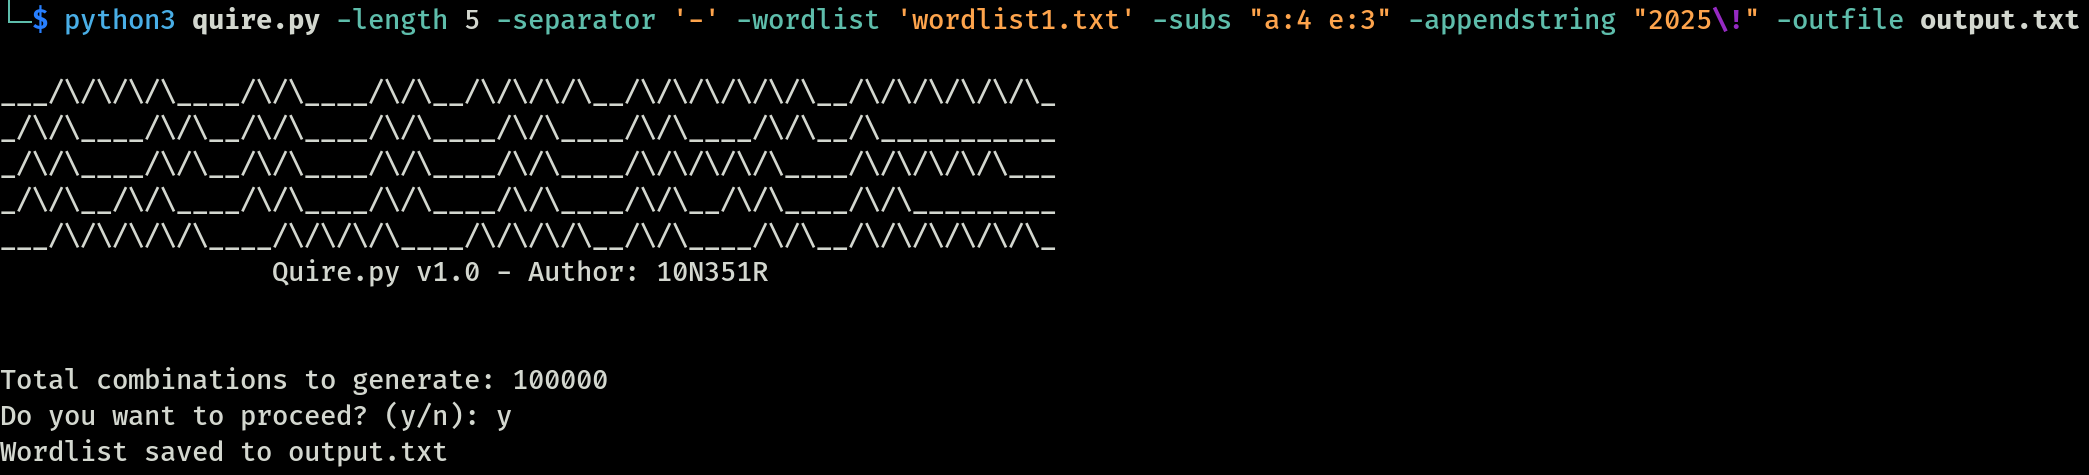 └─$ python3 quire.py -length 5 -separator '-' -wordlist 'wordlist1.txt' -subs "a:4 e:3" -appendstring "2025\!" -outfile output.txt
___/\/\/\/\____/\/\____/\/\__/\/\/\/\__/\/\/\/\/\/\__/\/\/\/\/\/\_
_/\/\____/\/\__/\/\____/\/\____/\/\____/\/\____/\/\__/\___________
_/\/\____/\/\__/\/\____/\/\____/\/\____/\/\/\/\/\____/\/\/\/\/\___
_/\/\__/\/\____/\/\____/\/\____/\/\____/\/\__/\/\____/\/\_________
___/\/\/\/\/\____/\/\/\/\____/\/\/\/\__/\/\____/\/\__/\/\/\/\/\/\_
Quire.py v1.0 - Author: 10N351R
Total combinations to generate: 100000
Do you want to proceed? (y/n): y
Wordlist saved to output.txt